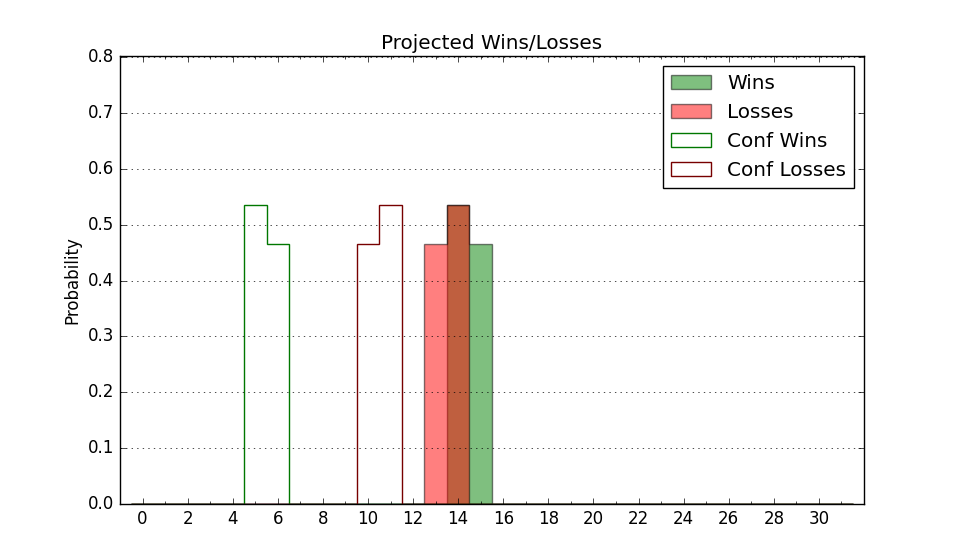 Projected Wins/Losses
Wins
Losses
Conf Wins
Conf Losses
Probability
0.8
0.7
0.6
0.5
0.4
0.3
0.2
0.1
0.0
0 2 4 6 8 10 12 14 16 18 20 22 24 26 28 30